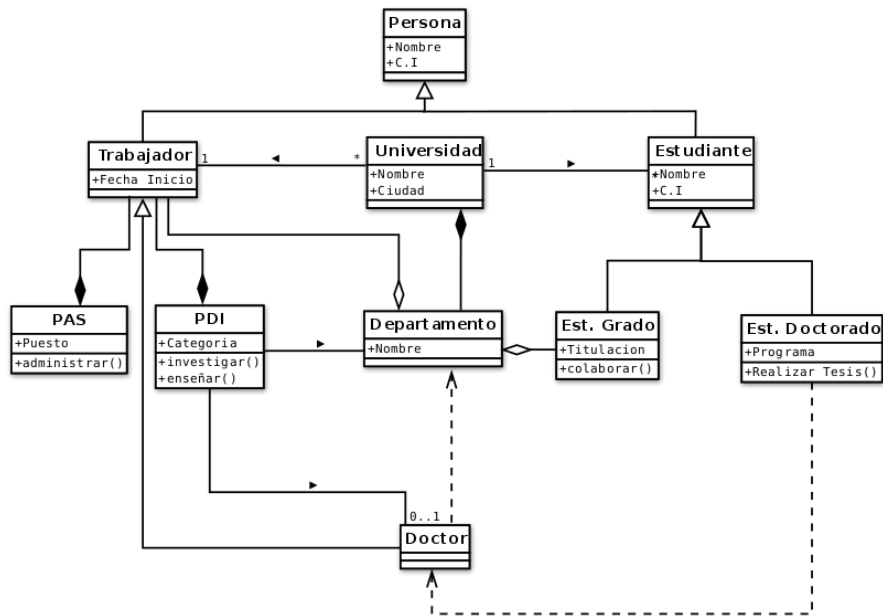 Persona
+Nombre
+C.I
Trabajador
+Fecha Inicio
1
*
Universidad
+Nombre
+Ciudad
1
*
Estudiante
+Nombre
+C.I
PAS
+Puesto
+administrar()
PDI
+Categoria
+investigar()
+enseñar()
Departamento
+Nombre
Est. Grado
+Titulacion
+colaborar()
Est. Doctorado
+Programa
+Realizar Tesis()
0..1
Doctor